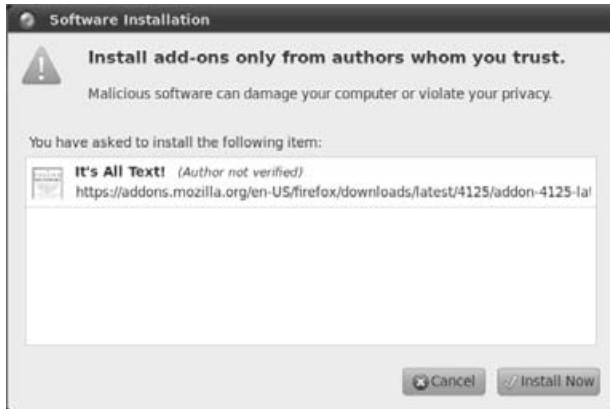 Software Installation
Install add-ons only from authors whom you trust.
Malicious software can damage your computer or violate your privacy.
You have asked to install the following item:
It's All Text! (Author not verified)
https://addons.mozilla.org/en-US/firefox/downloads/latest/4125/addon-4125-la
Cancel Install Now